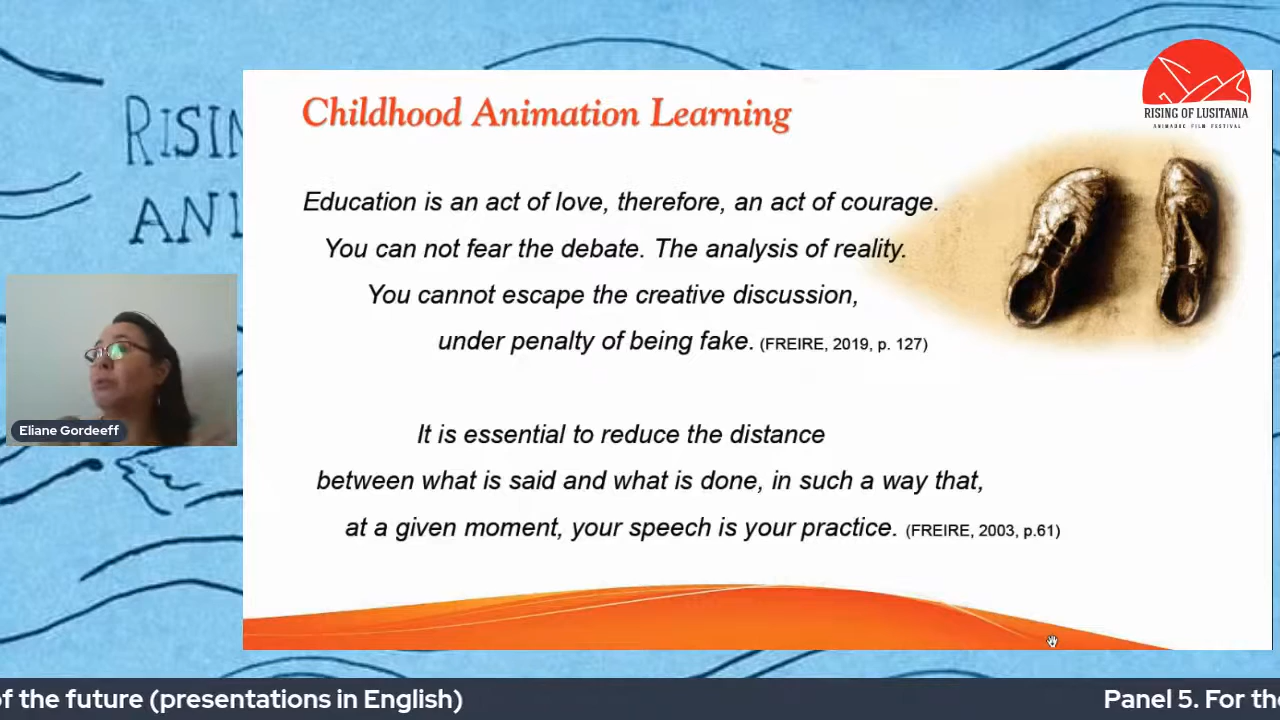 RISING OF LUSITANIA
ANIMADOC FILM FESTIVAL
RISIN
ANI
Childhood Animation Learning
Education is an act of love, therefore, an act of courage.
You can not fear the debate. The analysis of reality.
You cannot escape the creative discussion,
under penalty of being fake. (FREIRE, 2019, p. 127)
It is essential to reduce the distance
between what is said and what is done, in such a way that,
at a given moment, your speech is your practice. (FREIRE, 2003, p.61)
Eliane Gordeeff
of the future (presentations in English)
Panel 5. For the